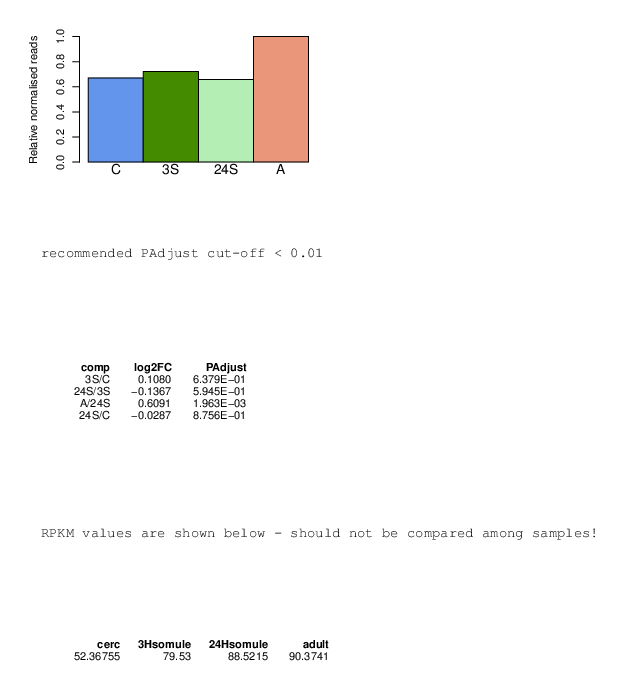 Relative normalised reads
1.0
0.8
0.6
0.4
0.2
0.0
C 3S 24S A
recommended PAdjust cut-off < 0.01
comp log2FC PAdjust
3S/C 0.1080 6.379E−01
24S/3S −0.1367 5.945E−01
A/24S 0.6091 1.963E−03
24S/C −0.0287 8.756E−01
RPKM values are shown below - should not be compared among samples!
cerc 3Hsomule 24Hsomule adult
52.36755 79.53 88.5215 90.3741